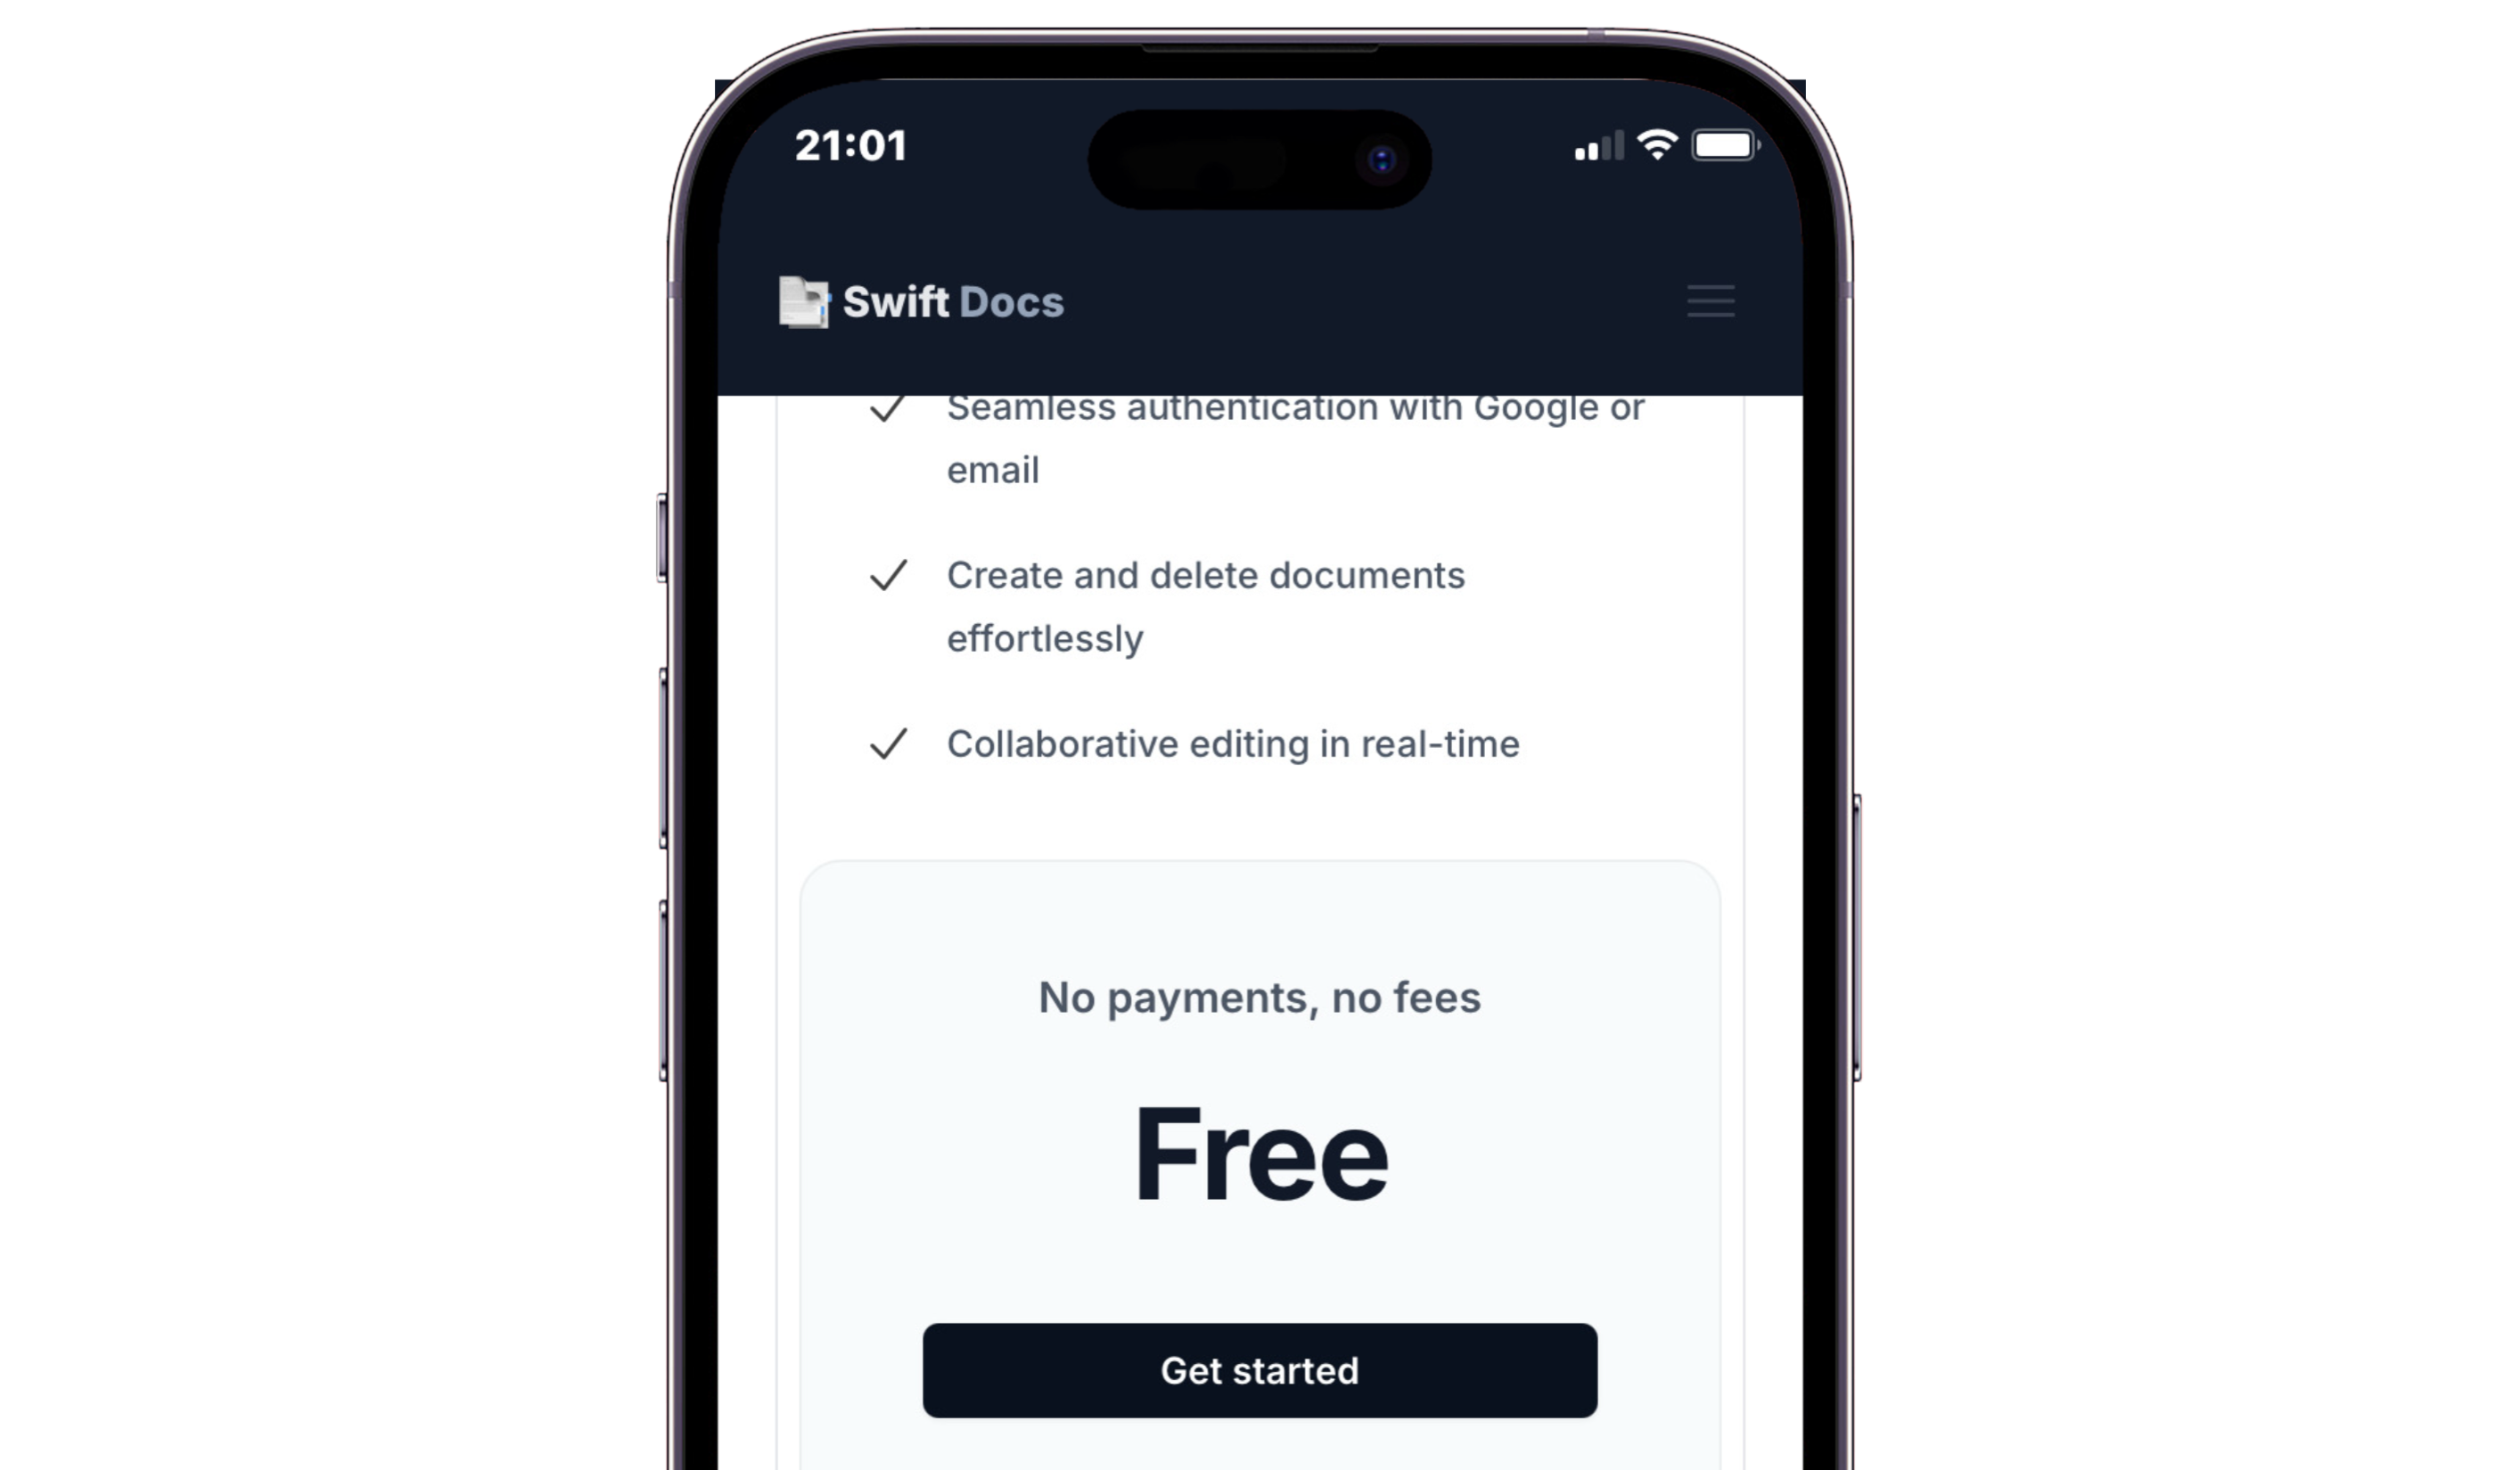 21:01
Swift Docs
Seamless authentication with Google or
email
Create and delete documents
effortlessly
Collaborative editing in real-time
No payments, no fees
Free
Get started